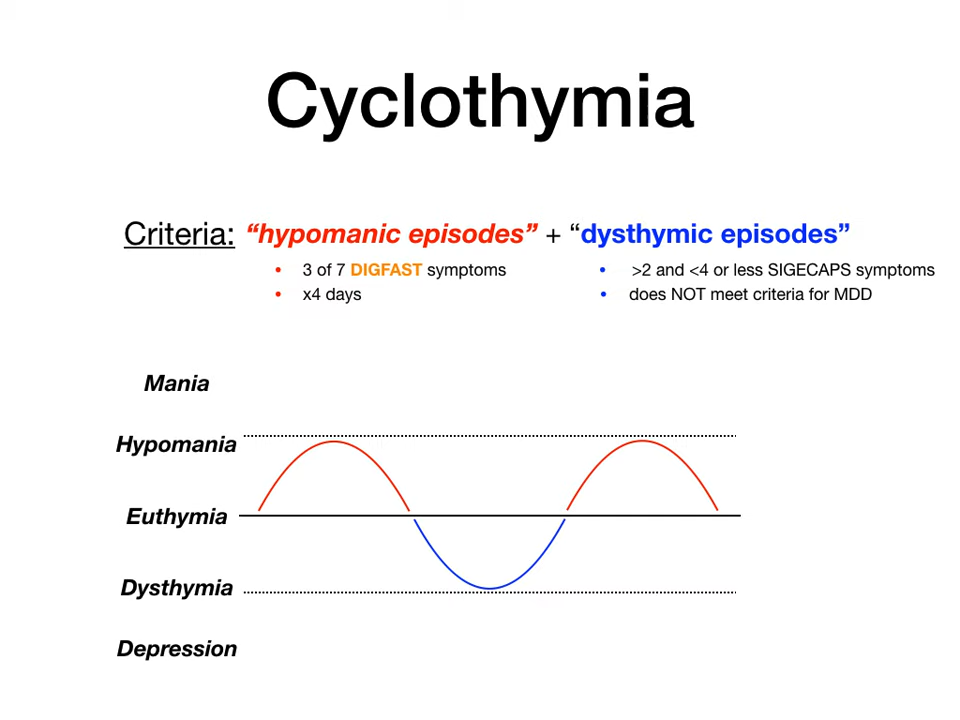 Cyclothymia
Criteria: “hypomanic episodes” + “dysthymic episodes”
• 3 of 7 DIGFAST symptoms
• x4 days
• >2 and <4 or less SIGECAPS symptoms
• does NOT meet criteria for MDD
Mania
Hypomania
Euthymia
Dysthymia
Depression